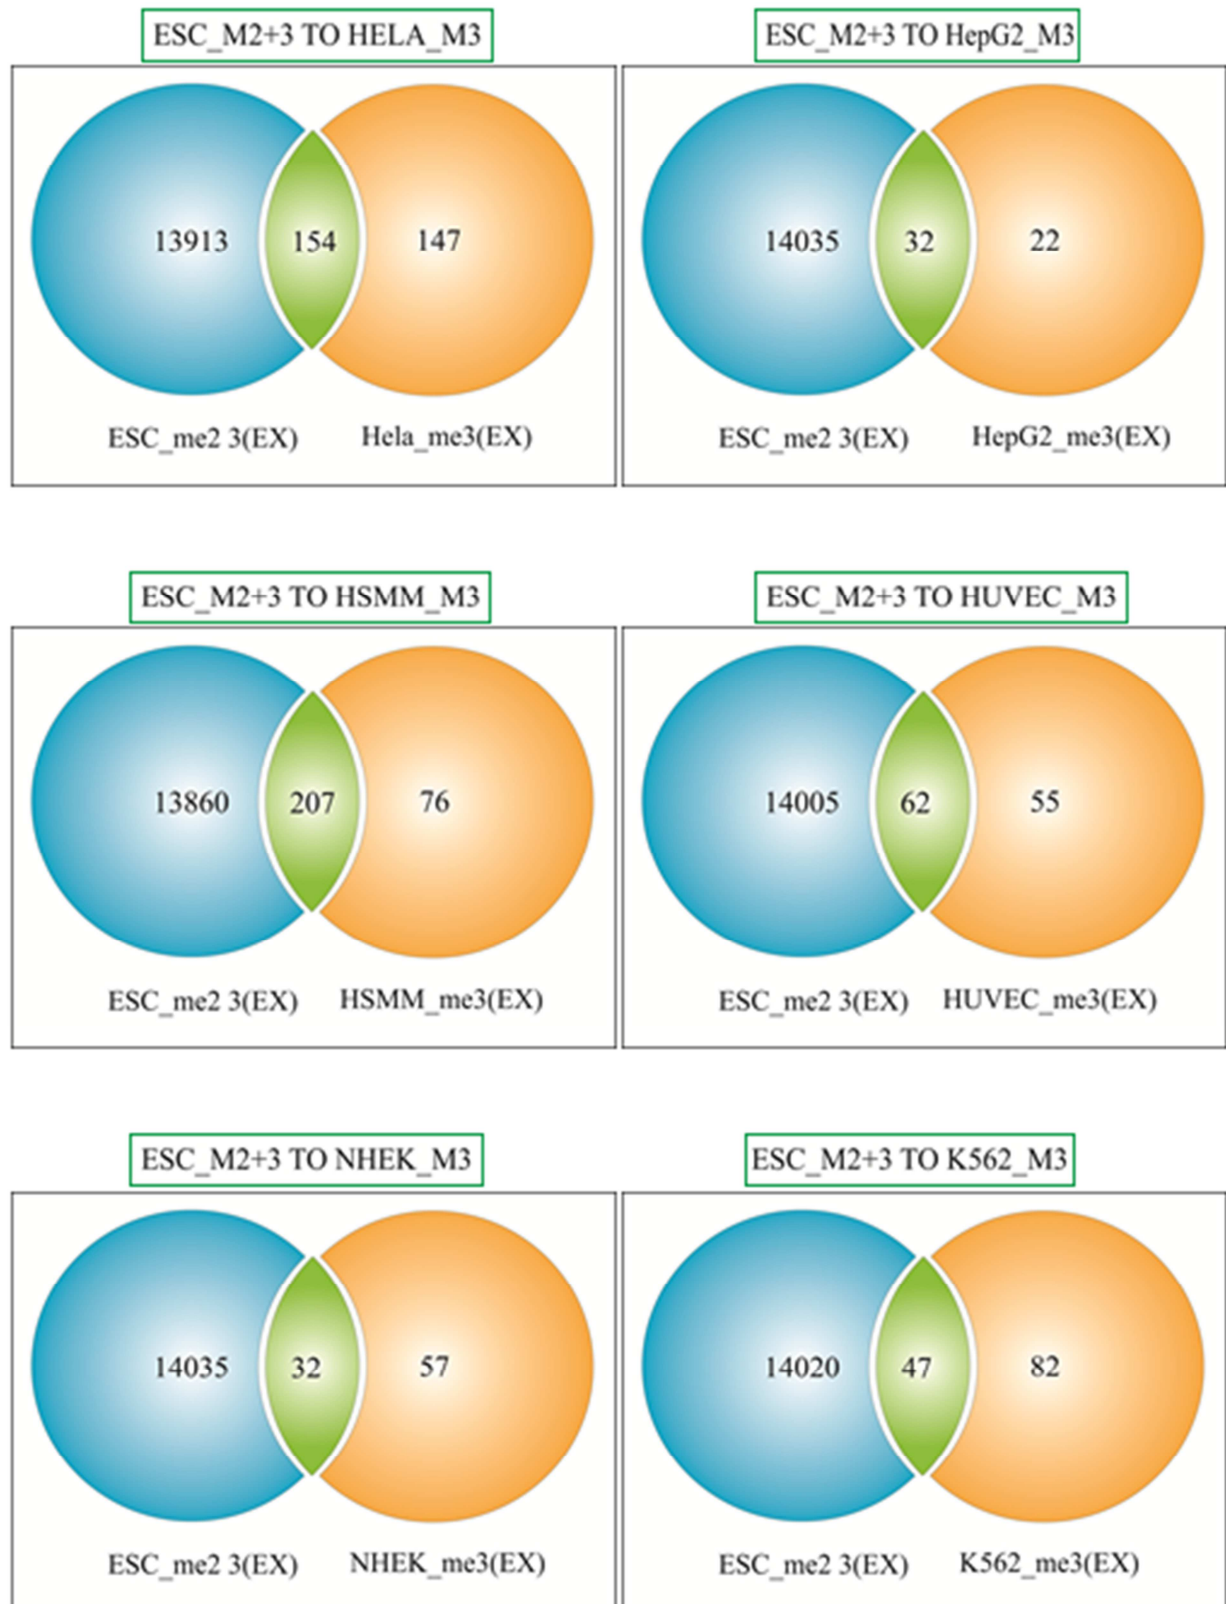 ESC_M2+3 TO HELA_M3
13913 154 147
ESC_me2 3(EX) Hela_me3(EX)
ESC_M2+3 TO HepG2_M3
14035 32 22
ESC_me2 3(EX) HepG2_me3(EX)
ESC_M2+3 TO HSMM_M3
13860 207 76
ESC_me2 3(EX) HSMM_me3(EX)
ESC_M2+3 TO HUVEC_M3
14005 62 55
ESC_me2 3(EX) HUVEC_me3(EX)
ESC_M2+3 TO NHEK_M3
14035 32 57
ESC_me2 3(EX) NHEK_me3(EX)
ESC_M2+3 TO K562_M3
14020 47 82
ESC_me2 3(EX) K562_me3(EX)